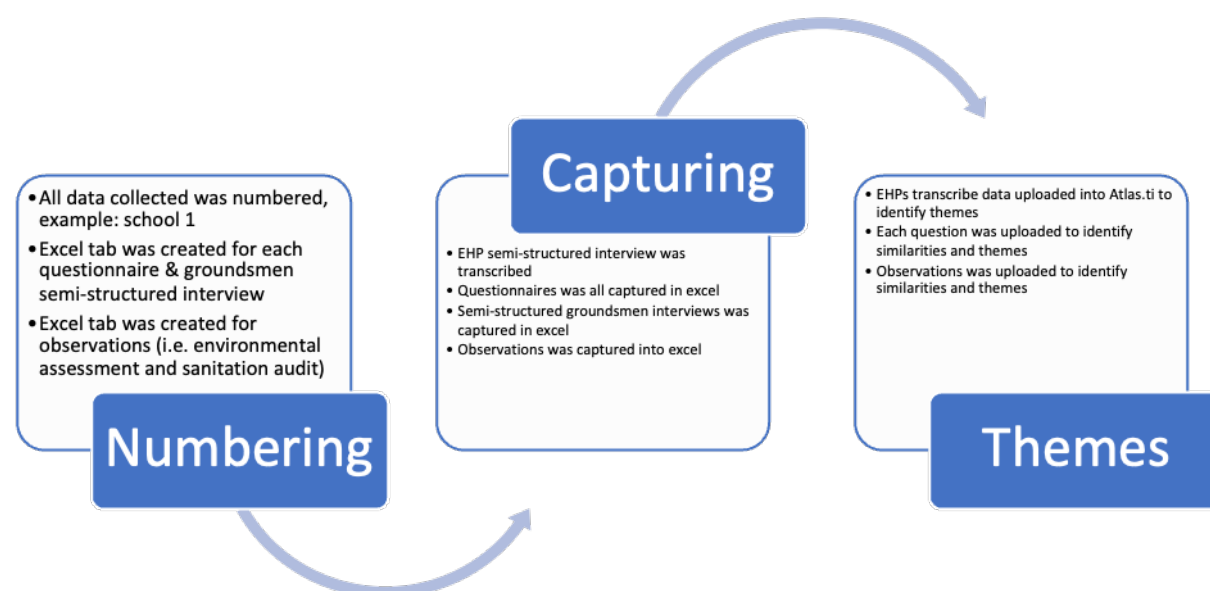 •All data collected was numbered,
example: school 1
•Excel tab was created for each
questionnaire & groundsmen
semi-structured interview
•Excel tab was created for
observations (i.e. environmental
assessment and sanitation audit)
Numbering
Capturing
• EHP semi-structured interview was
transcribed
• Questionnaires was all captured in excel
• Semi-structured groundsmen interviews was
captured in excel
• Observations was captured into excel
• EHPs transcribe data uploaded into Atlas.ti to
identify themes
• Each question was uploaded to identify
similarities and themes
• Observations was uploaded to identify
similarities and themes
Themes